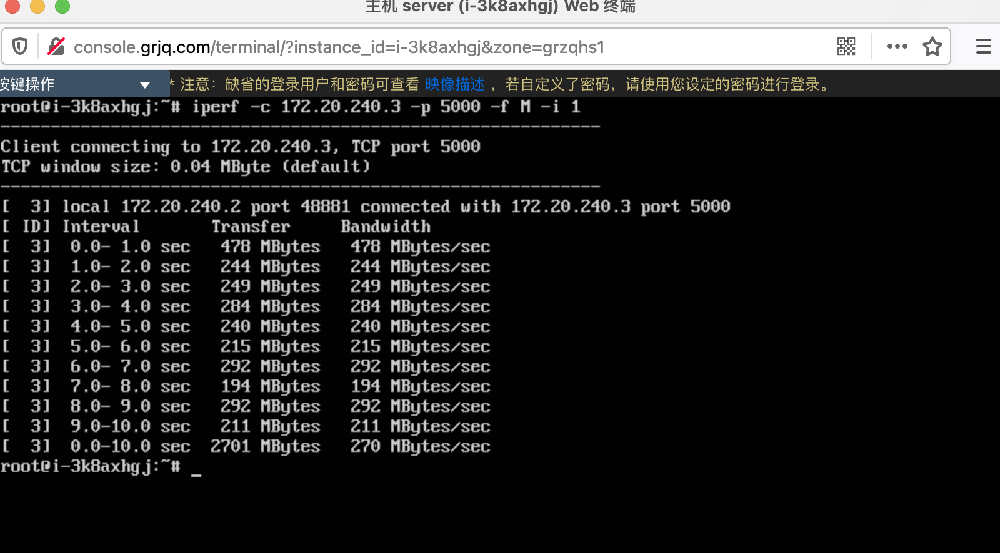 主机 server (i-3k8axhgj) Web 终端
console.grjq.com/terminal/?instance_id=i-3k8axhgj&zone=grzqhs1
按键操作 * 注意：缺省的登录用户和密码可查看 映像描述 ，若自定义了密码，请使用您设定的密码进行登录。
root@i-3k8axhgj:~# iperf -c 172.20.240.3 -p 5000 -f M -i 1
------------------------------------------------------------
Client connecting to 172.20.240.3, TCP port 5000
TCP window size: 0.04 MByte (default)
------------------------------------------------------------
[  3] local 172.20.240.2 port 48881 connected with 172.20.240.3 port 5000
[ ID] Interval       Transfer     Bandwidth
[  3]  0.0- 1.0 sec   478 MBytes   478 MBytes/sec
[  3]  1.0- 2.0 sec   244 MBytes   244 MBytes/sec
[  3]  2.0- 3.0 sec   249 MBytes   249 MBytes/sec
[  3]  3.0- 4.0 sec   284 MBytes   284 MBytes/sec
[  3]  4.0- 5.0 sec   240 MBytes   240 MBytes/sec
[  3]  5.0- 6.0 sec   215 MBytes   215 MBytes/sec
[  3]  6.0- 7.0 sec   292 MBytes   292 MBytes/sec
[  3]  7.0- 8.0 sec   194 MBytes   194 MBytes/sec
[  3]  8.0- 9.0 sec   292 MBytes   292 MBytes/sec
[  3]  9.0-10.0 sec   211 MBytes   211 MBytes/sec
[  3]  0.0-10.0 sec  2701 MBytes   270 MBytes/sec
root@i-3k8axhgj:~# _